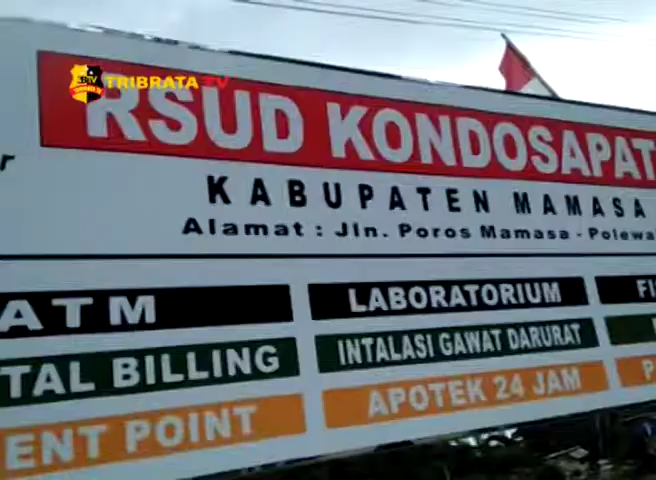 TRIBRATA TV
RSUD KONDOSAPAT
KABUPATEN MAMASA
Alamat : Jln. Poros Mamasa - Polewa
ATM LABORATORIUM FI
TAL BILLING INTALASI GAWAT DARURAT
ENT POINT APOTEK 24 JAM P